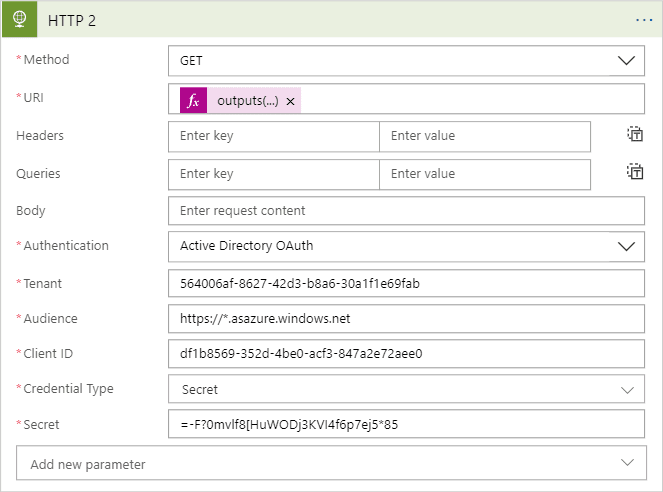 HTTP 2
* Method GET
* URI fx outputs(...) ×
Headers Enter key Enter value
Queries Enter key Enter value
Body Enter request content
* Authentication Active Directory OAuth
* Tenant 564006af-8627-42d3-b8a6-30a1f1e69fab
* Audience https://*.asazure.windows.net
* Client ID df1b8569-352d-4be0-acf3-847a2e72aee0
* Credential Type Secret
* Secret =-F?0mvlf8[HuWODj3KVI4f6p7ej5*85
Add new parameter